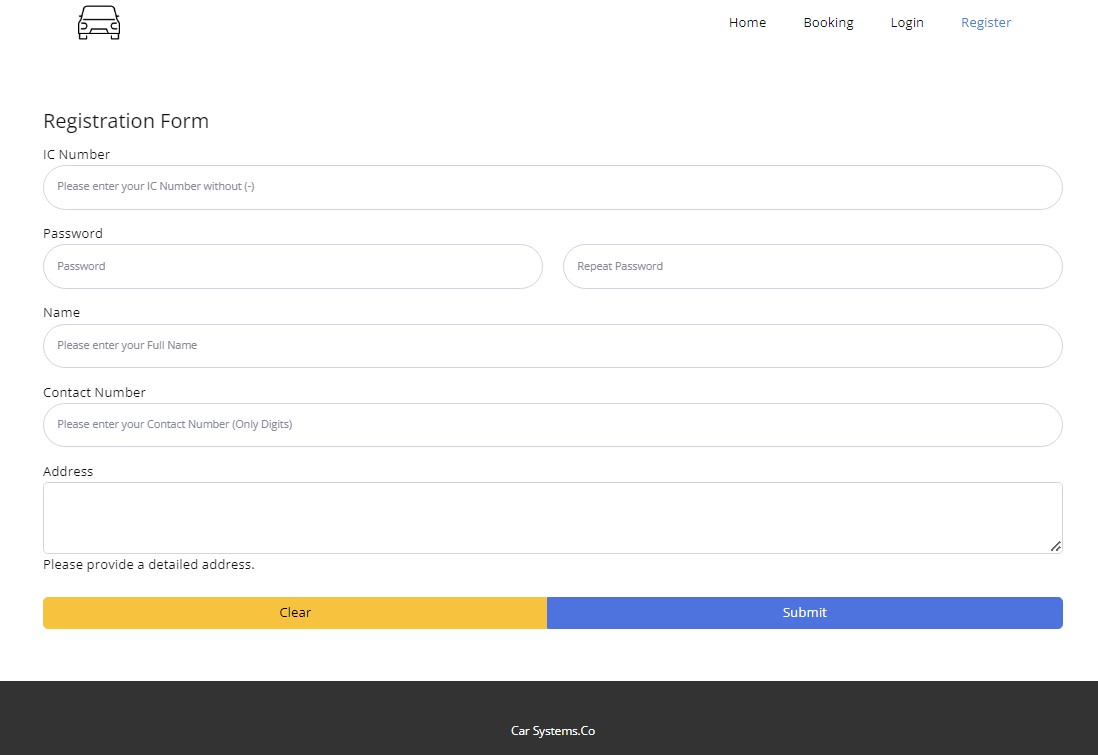 Home Booking Login Register
Registration Form
IC Number
Please enter your IC Number without (-)
Password
Password Repeat Password
Name
Please enter your Full Name
Contact Number
Please enter your Contact Number (Only Digits)
Address
Please provide a detailed address.
Clear Submit
Car Systems.Co